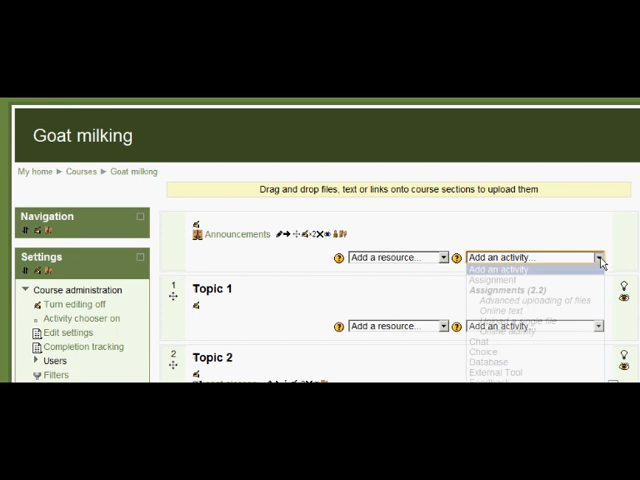 Goat milking
My home ► Courses ► Goat milking
Drag and drop files, text or links onto course sections to upload them
Navigation
Announcements
Settings
Add a resource...
Add an activity...
Add an activity...
Assignment
Assignments (2.2)
Advanced uploading of files
Online text
Upload a single file
Offline activity
Chat
Choice
Database
External Tool
Course administration
Turn editing off
Activity chooser on
Edit settings
Completion tracking
Users
Filters
1
Topic 1
Add a resource...
Add an activity...
2
Topic 2